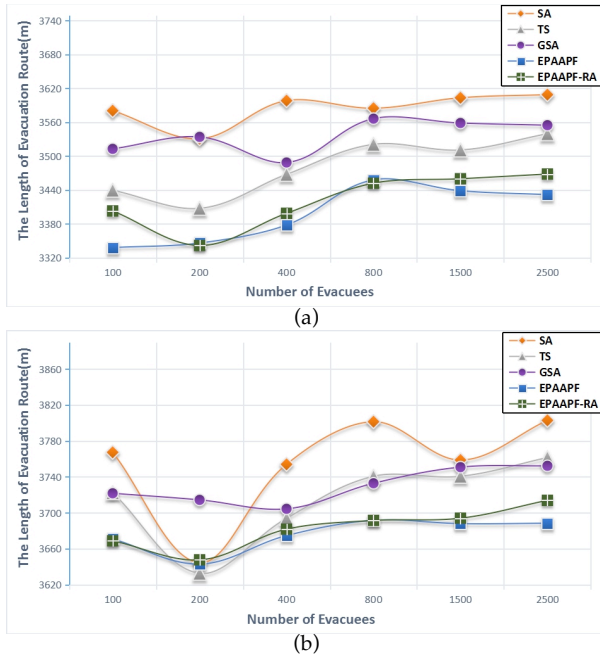 The Length of Evacuation Route(m)
3740
3680
3620
3560
3500
3440
3380
3320
100 200 400 800 1500 2500
Number of Evacuees
SA
TS
GSA
EPAAPF
EPAAPF-RA
(a)
The Length of Evacuation Route(m)
3860
3820
3780
3740
3700
3660
3620
100 200 400 800 1500 2500
Number of Evacuees
SA
TS
GSA
EPAAPF
EPAAPF-RA
(b)